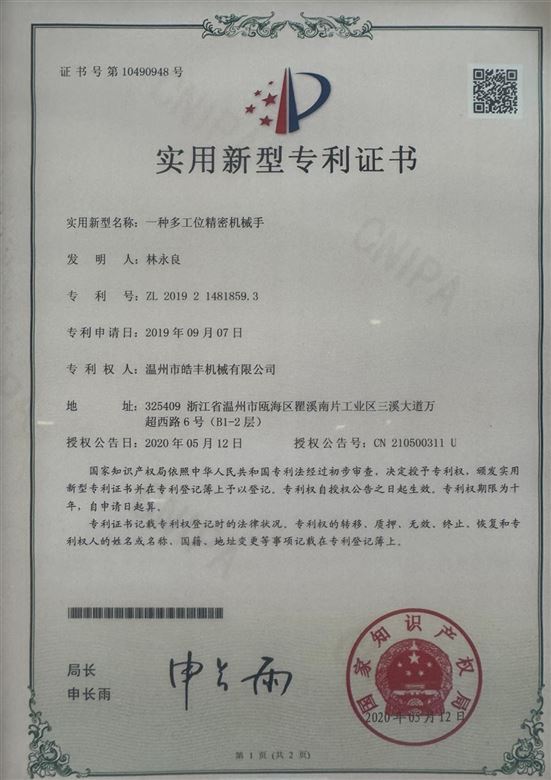 证书号第10490948号
实用新型专利证书
实用新型名称：一种多工位精密机械手
发明人：林永良
专利号：ZL 2019 2 1481859.3
专利申请日：2019年09月07日
专利权人：温州市皓丰机械有限公司
地址：325409 浙江省温州市瓯海区瞿溪南片工业区三溪大道万
超西路6号（B1-2层）
授权公告日：2020年05月12日 授权公告号：CN 210500311 U
国家知识产权局依照中华人民共和国专利法经过初步审查，决定授予专利权，颁发实用
新型专利证书并在专利登记簿上予以登记。专利权自授权公告之日起生效。专利权期限为十
年，自申请日起算。
专利证书记载专利权登记时的法律状况。专利权的转移、质押、无效、终止、恢复和专
利权人的姓名或名称、国籍、地址变更等事项记载在专利登记簿上。
局长
申长雨
申长雨
国家知识产权局
2020年05月12日
第1页（共2页）
CNIPA
CNIPA
CNIPA